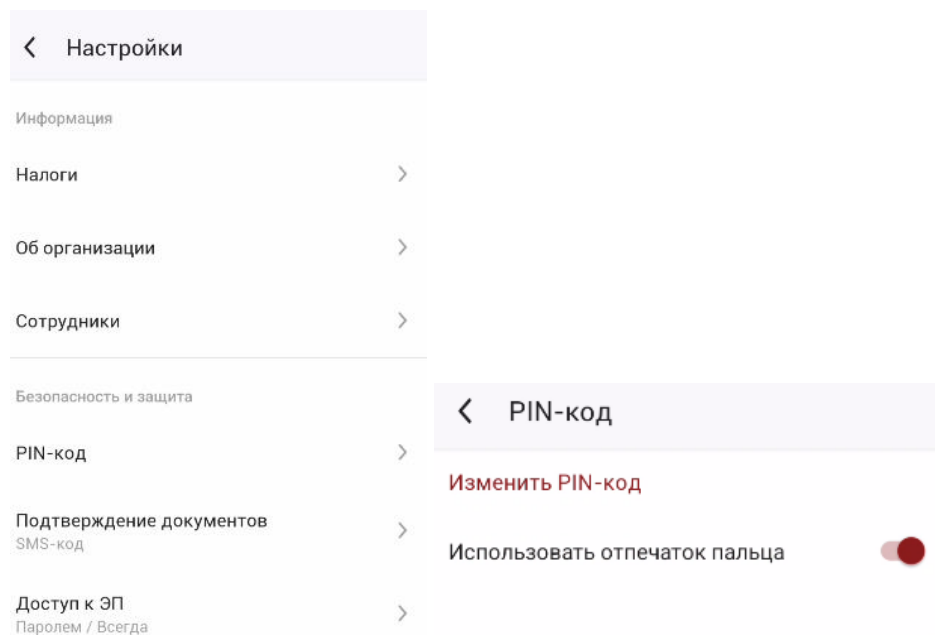 Настройки
Информация
Налоги
Об организации
Сотрудники
Безопасность и защита
PIN-код
Подтверждение документов
SMS-код
Доступ к ЭП
Паролем / Всегда
PIN-код
Изменить PIN-код
Использовать отпечаток пальца